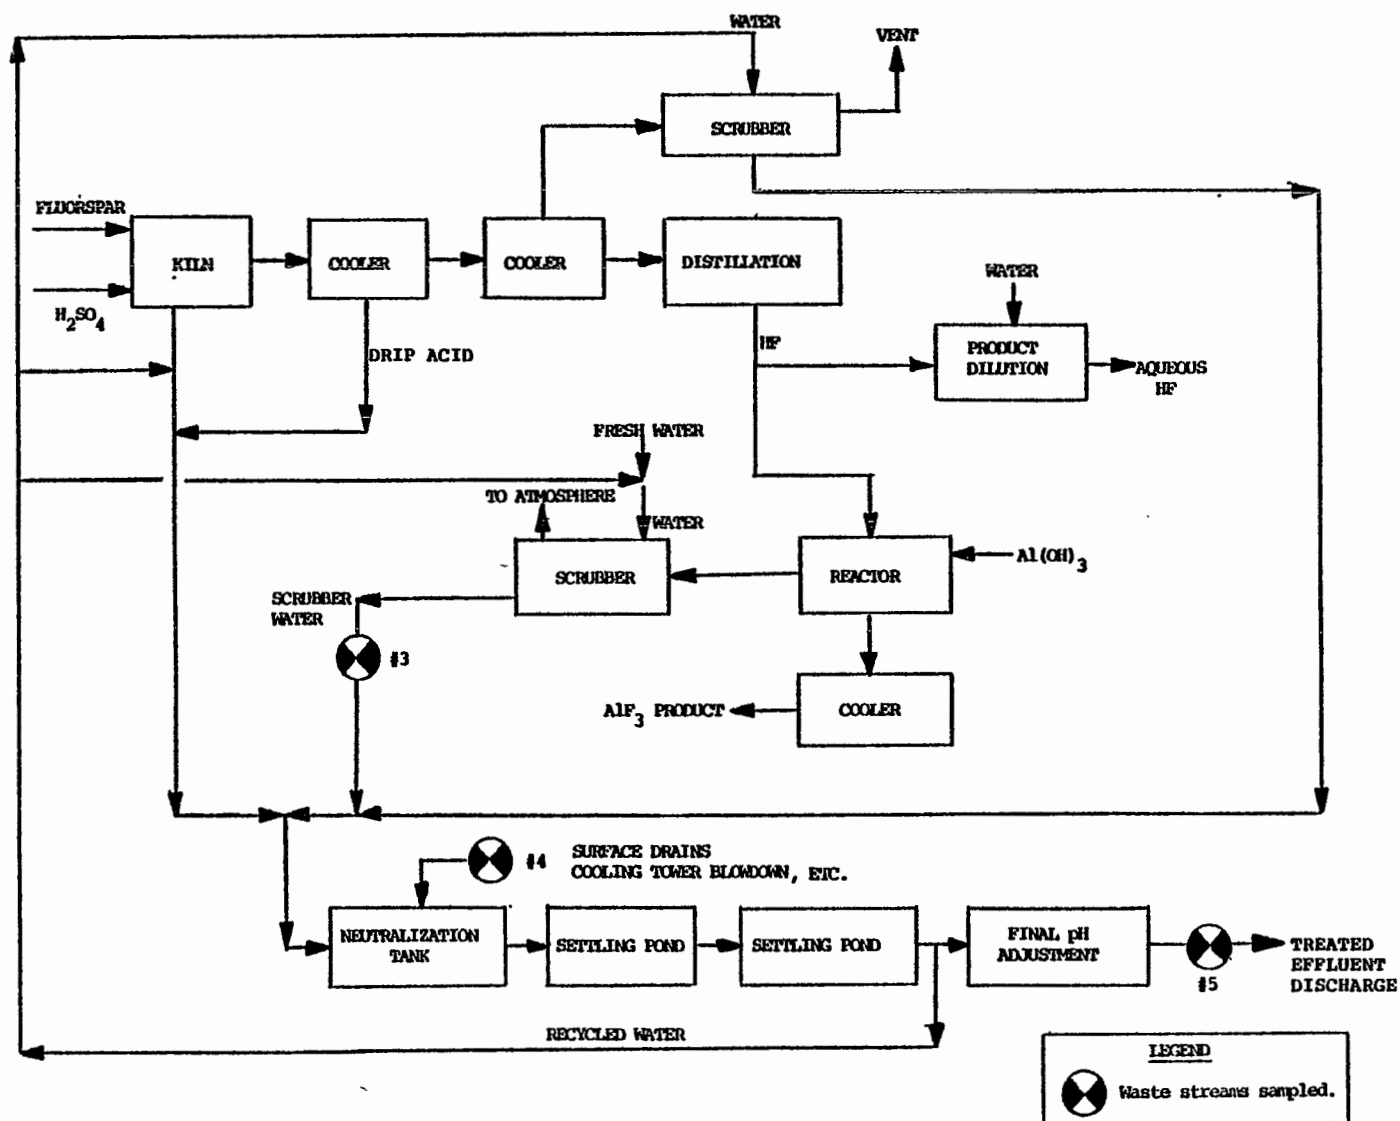 WATER
VENT
SCRUBBER
FLUORSPAR
KILN
COOLER
COOLER
DISTILLATION
H2SO4
WATER
DRIP ACID
HF
PRODUCT
DILUTION
AQUEOUS
HF
FRESH WATER
TO ATMOSPHERE
WATER
SCRUBBER
REACTOR
Al(OH)3
SCRUBBER
WATER
#3
AlF3 PRODUCT
COOLER
#4
SURFACE DRAINS
COOLING TOWER BLOWDOWN, ETC.
NEUTRALIZATION
TANK
SETTLING POND
SETTLING POND
FINAL pH
ADJUSTMENT
#5
TREATED
EFFLUENT
DISCHARGE
RECYCLED WATER
LEGEND
Waste streams sampled.